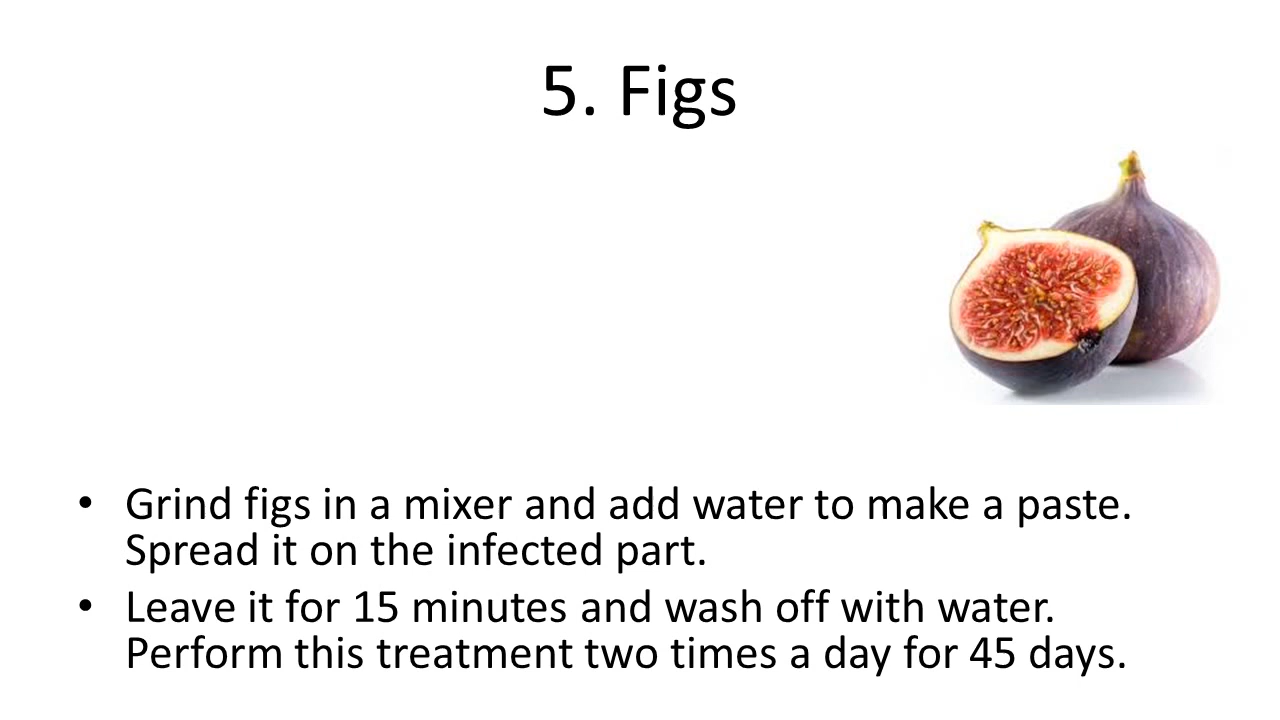 5. Figs
• Grind figs in a mixer and add water to make a paste.
Spread it on the infected part.
• Leave it for 15 minutes and wash off with water.
Perform this treatment two times a day for 45 days.